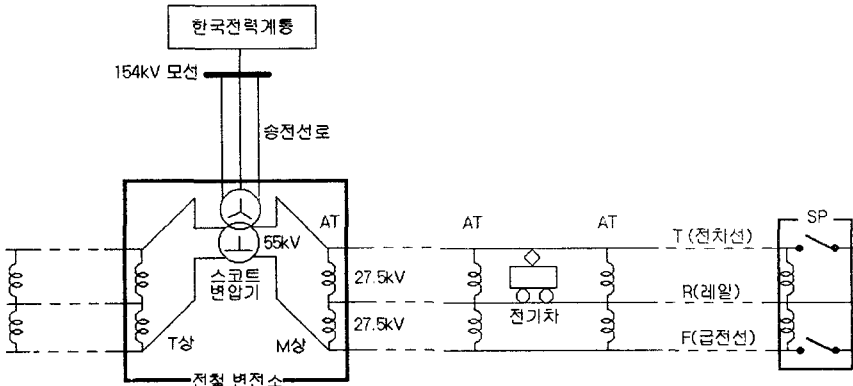 한국전력계통
154kV 모선
송전선로
AT
55kV
스코트
변압기
27.5kV
27.5kV
T상
M상
전철 변전소
AT
AT
전기차
T (전치선)
R(레일)
F(급전선)
SP